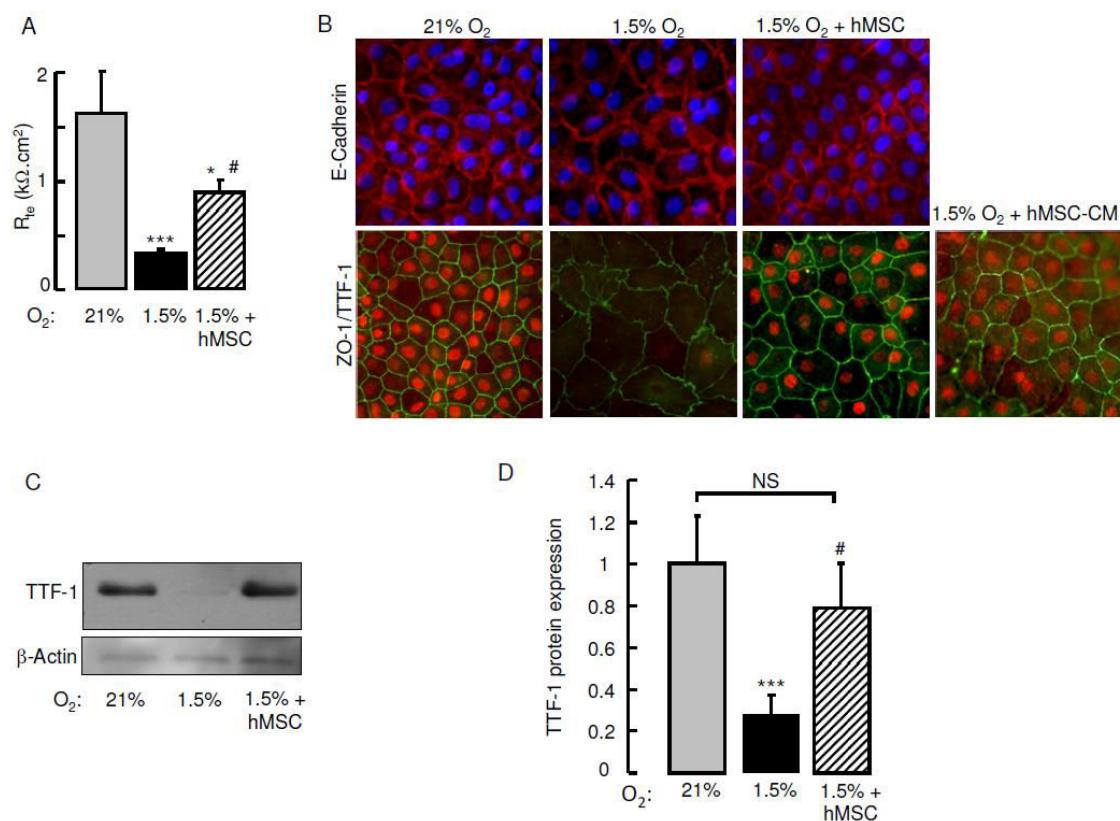 A
2
1
0
R_te (kΩ.cm²)
***
* #
O₂: 21% 1.5% 1.5% +
hMSC
B
21% O₂ 1.5% O₂ 1.5% O₂ + hMSC
E-Cadherin
1.5% O₂ + hMSC-CM
ZO-1/TTF-1
C
TTF-1
β-Actin
O₂: 21% 1.5% 1.5% +
hMSC
D
1.4
1.2
1
0.8
0.6
0.4
0.2
0
TTF-1 protein expression
NS
#
***
O₂: 21% 1.5% 1.5% +
hMSC